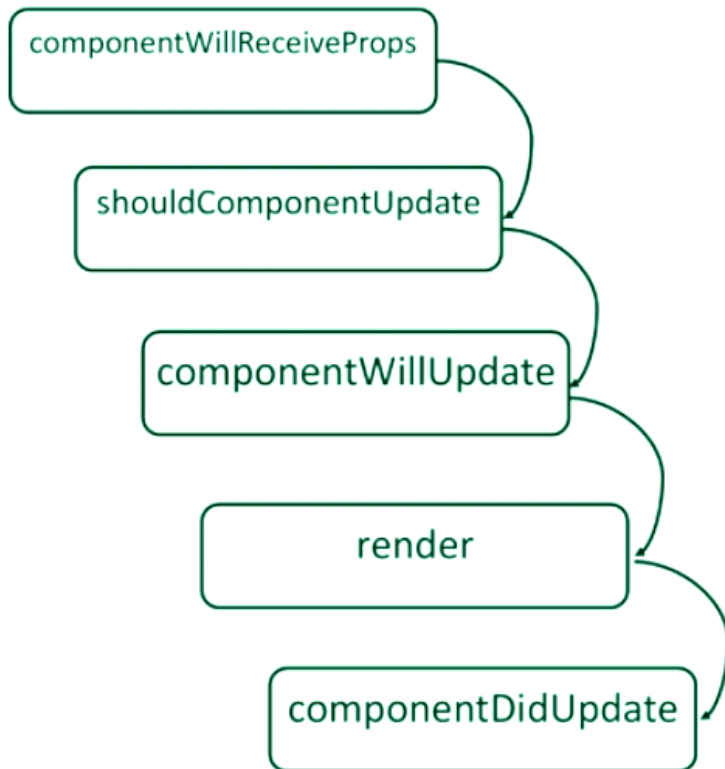 componentWillReceiveProps
shouldComponentUpdate
componentWillUpdate
render
componentDidUpdate